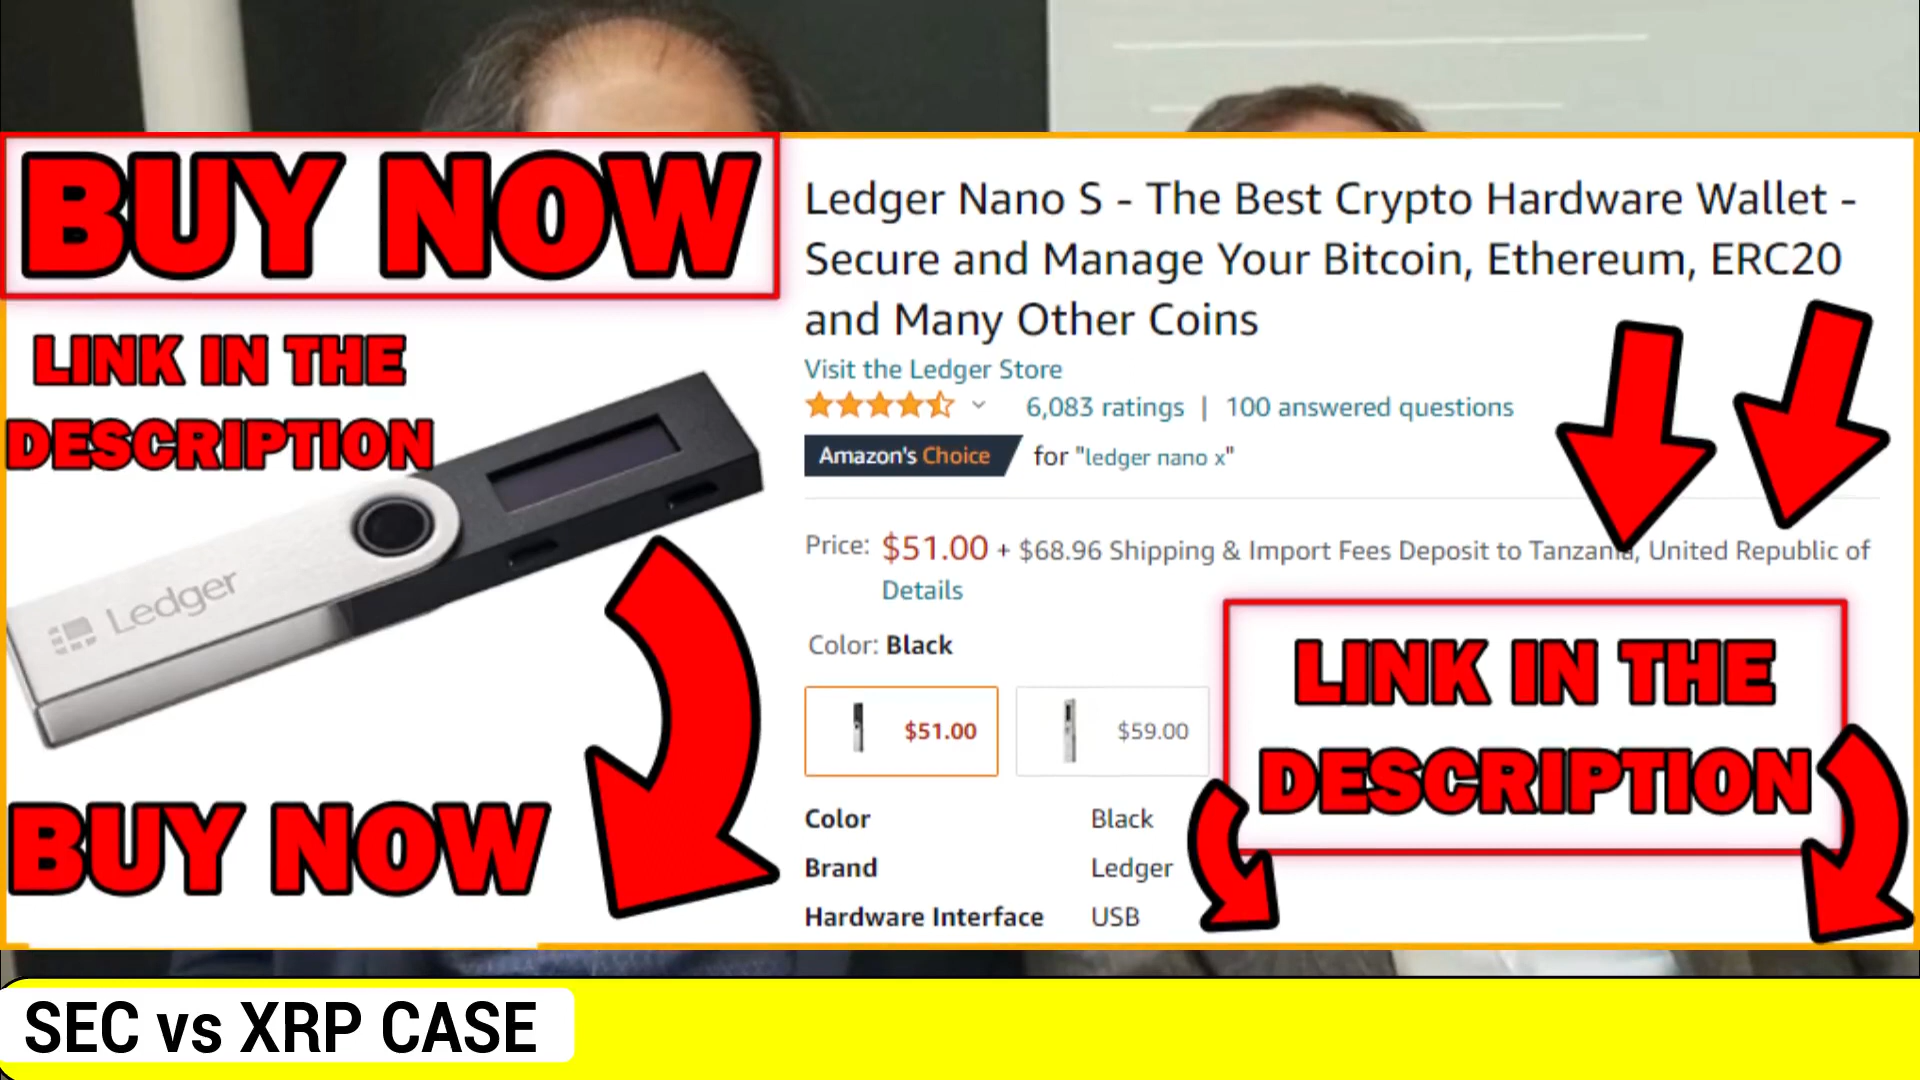 BUY NOW
LINK IN THE
DESCRIPTION
Ledger
BUY NOW
Ledger Nano S - The Best Crypto Hardware Wallet -
Secure and Manage Your Bitcoin, Ethereum, ERC20
and Many Other Coins
Visit the Ledger Store
6,083 ratings | 100 answered questions
Amazon's Choice for "ledger nano x"
Price: $51.00 + $68.96 Shipping & Import Fees Deposit to Tanzania, United Republic of
Details
Color: Black
$51.00 $59.00
Color Black
Brand Ledger
Hardware Interface USB
LINK IN THE
DESCRIPTION
SEC vs XRP CASE